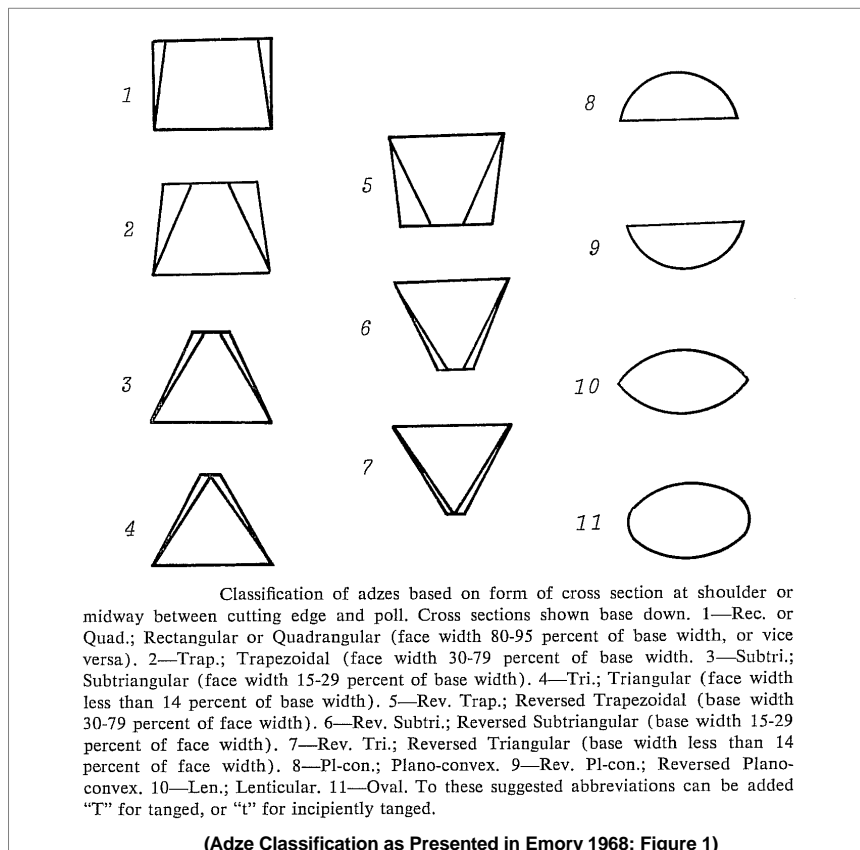 1
8
5
2
9
6
3
10
7
4
11
Classification of adzes based on form of cross section at shoulder or
midway between cutting edge and poll. Cross sections shown base down. 1—Rec. or
Quad.; Rectangular or Quadrangular (face width 80-95 percent of base width, or vice
versa). 2—Trap.; Trapezoidal (face width 30-79 percent of base width. 3—Subtri.;
Subtriangular (face width 15-29 percent of base width). 4—Tri.; Triangular (face width
less than 14 percent of base width). 5—Rev. Trap.; Reversed Trapezoidal (base width
30-79 percent of face width). 6—Rev. Subtri.; Reversed Subtriangular (base width 15-29
percent of face width). 7—Rev. Tri.; Reversed Triangular (base width less than 14
percent of face width). 8—Pl-con.; Plano-convex. 9—Rev. Pl-con.; Reversed Plano-
convex. 10—Len.; Lenticular. 11—Oval. To these suggested abbreviations can be added
“T” for tanged, or “t” for incipiently tanged.
(Adze Classification as Presented in Emory 1968: Figure 1)